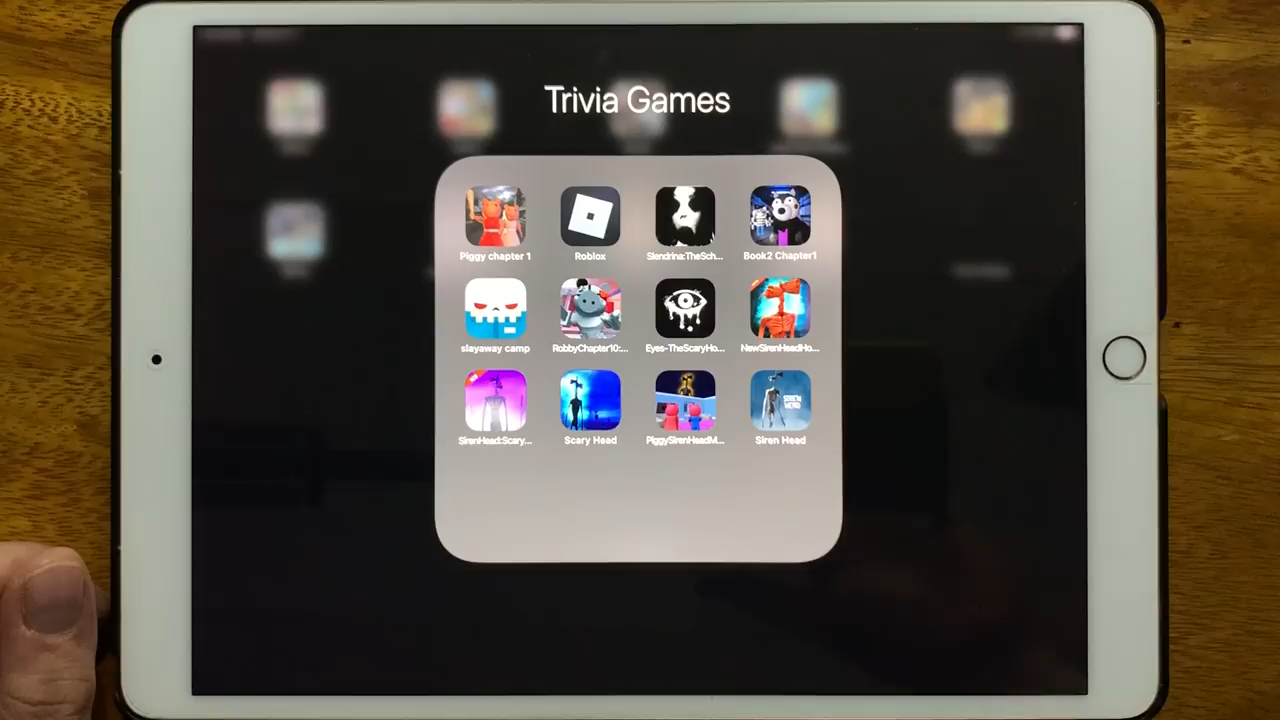 Trivia Games
Piggy chapter 1
Roblox
Slendrina:TheSch...
Book2 Chapter1
slayaway camp
RobbyChapter10:...
Eyes-TheScaryHo...
NewSirenHeadHo...
SirenHead:Scary...
Scary Head
PiggySirenHeadM...
SIREN
Siren Head